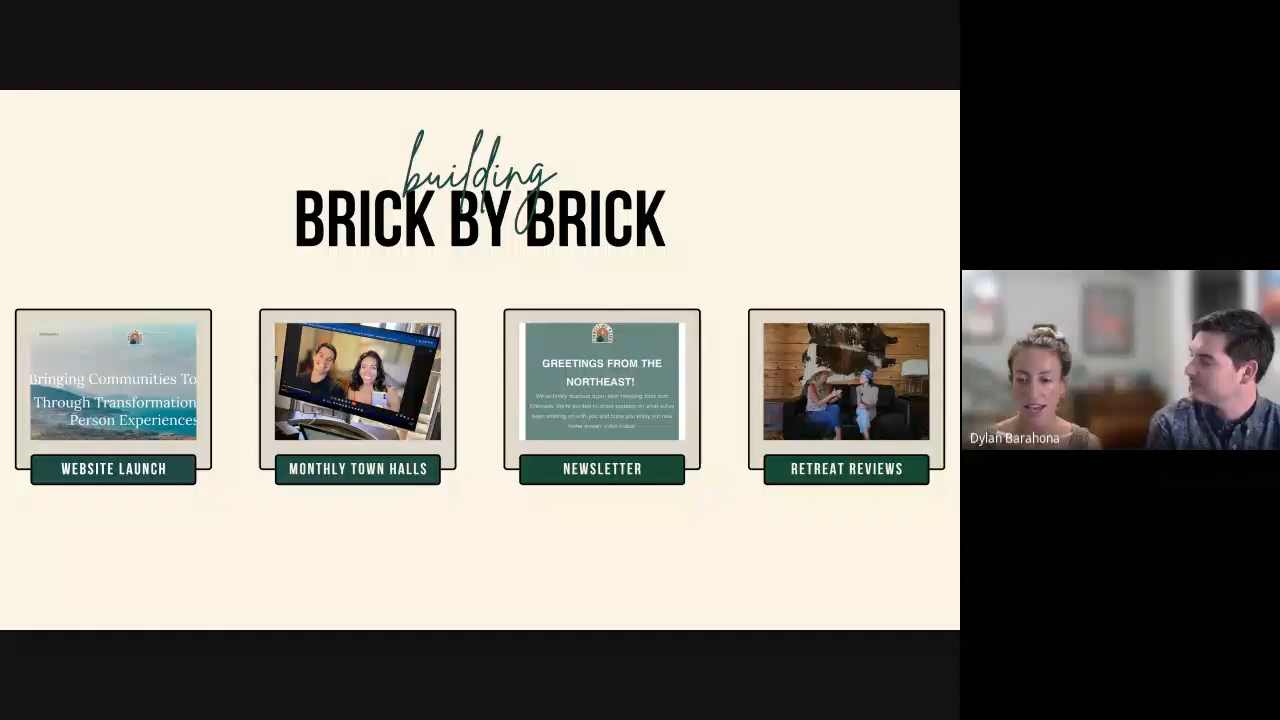 building
BRICK BY BRICK
Bringing Communities To
Through Transformation
Person Experiences
GREETINGS FROM THE
NORTHEAST!
WEBSITE LAUNCH
MONTHLY TOWN HALLS
NEWSLETTER
RETREAT REVIEWS
Dylan Barahona